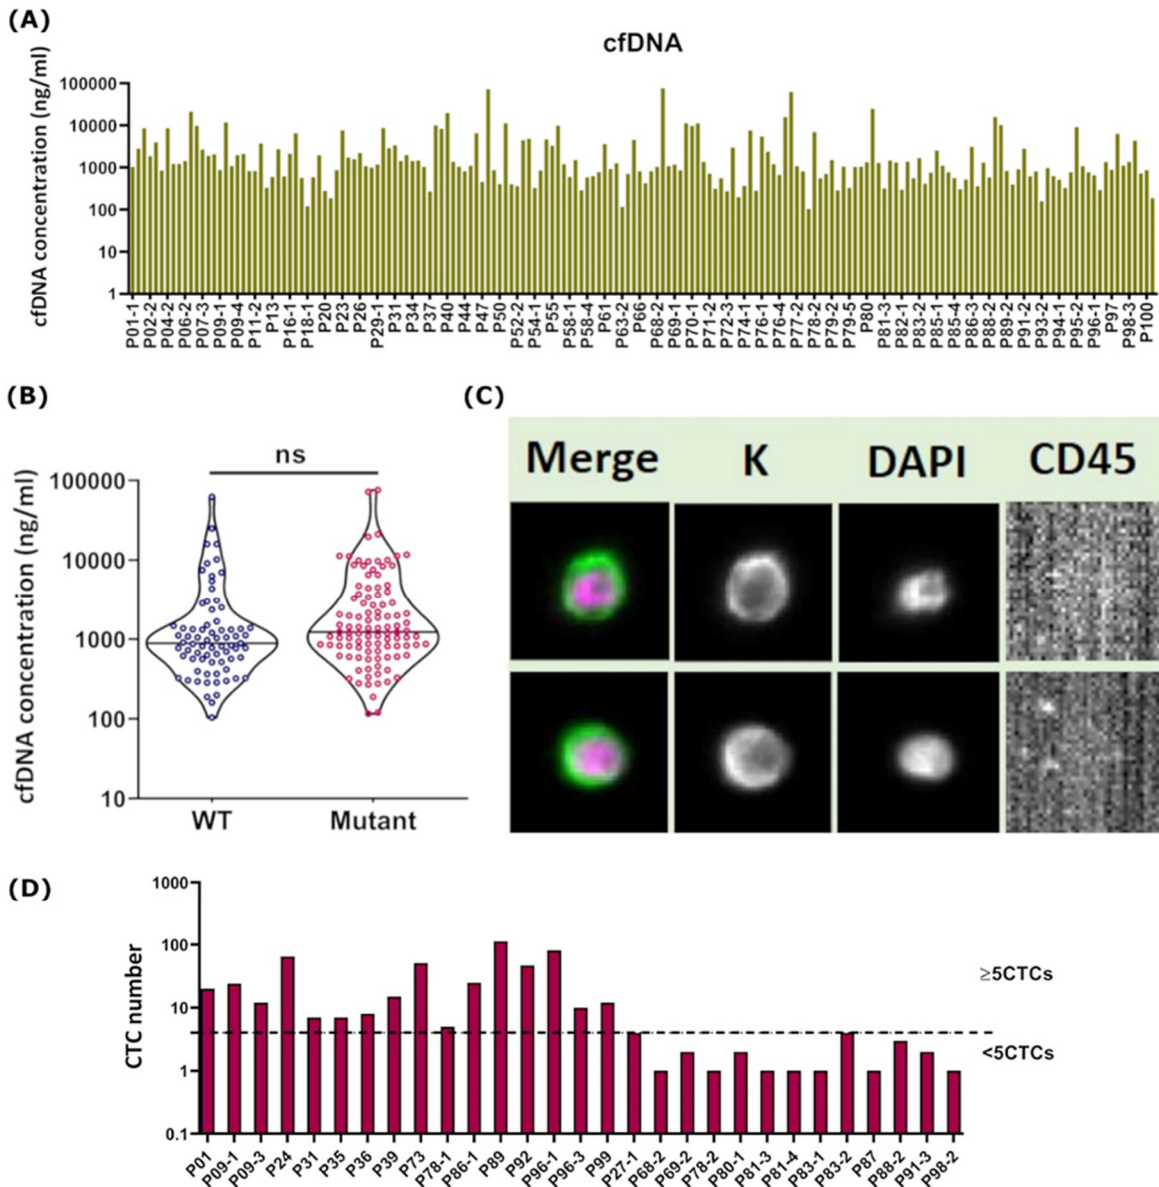 (A)
cfDNA
cfDNA concentration (ng/ml)
100000
10000
1000
100
10
1
P01-1
P02-2
P04-2
P06-2
P07-3
P09-1
P09-4
P11-2
P13
P16-1
P18-1
P20
P23
P26
P29-1
P31
P34
P37
P40
P44
P47
P50
P52-2
P54-1
P55
P58-1
P58-4
P61
P63-2
P66
P68-2
P69-1
P70-1
P71-2
P72-3
P74-1
P76-1
P76-4
P77-2
P78-2
P79-5
P80
P81-3
P82-1
P83-2
P85-1
P85-4
P86-3
P88-2
P89-2
P91-2
P93-2
P94-1
P95-2
P96-1
P97
P98-3
P100
(B)
cfDNA concentration (ng/ml)
100000
10000
1000
100
10
ns
WT
Mutant
(C)
Merge K DAPI CD45
(D)
CTC number
1000
100
10
1
0.1
≥5CTCs
<5CTCs
P01
P09-1
P09-3
P24
P31
P35
P36
P39
P73
P78-1
P86-1
P89
P92
P96-1
P96-3
P99
P27-1
P68-2
P69-2
P78-2
P80-1
P81-3
P81-4
P83-1
P83-2
P87
P88-2
P91-3
P98-2